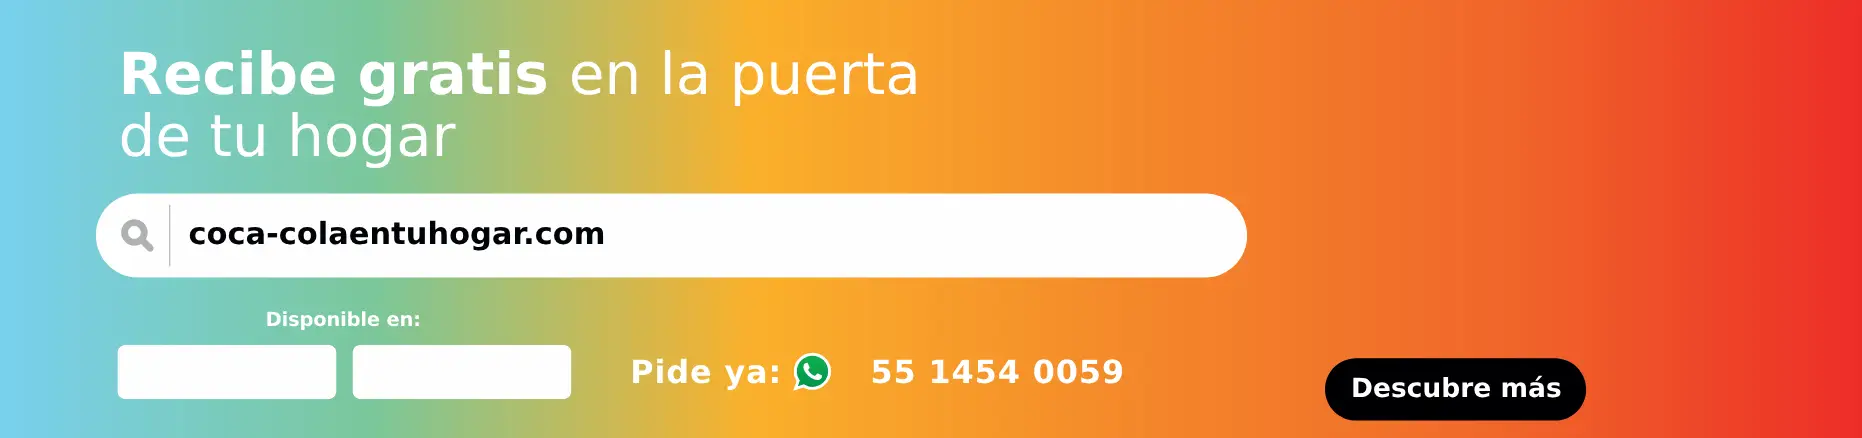 Recibe gratis en la puerta
de tu hogar
coca-colaentuhogar.com
Disponible en:
Pide ya: 55 1454 0059
Descubre más